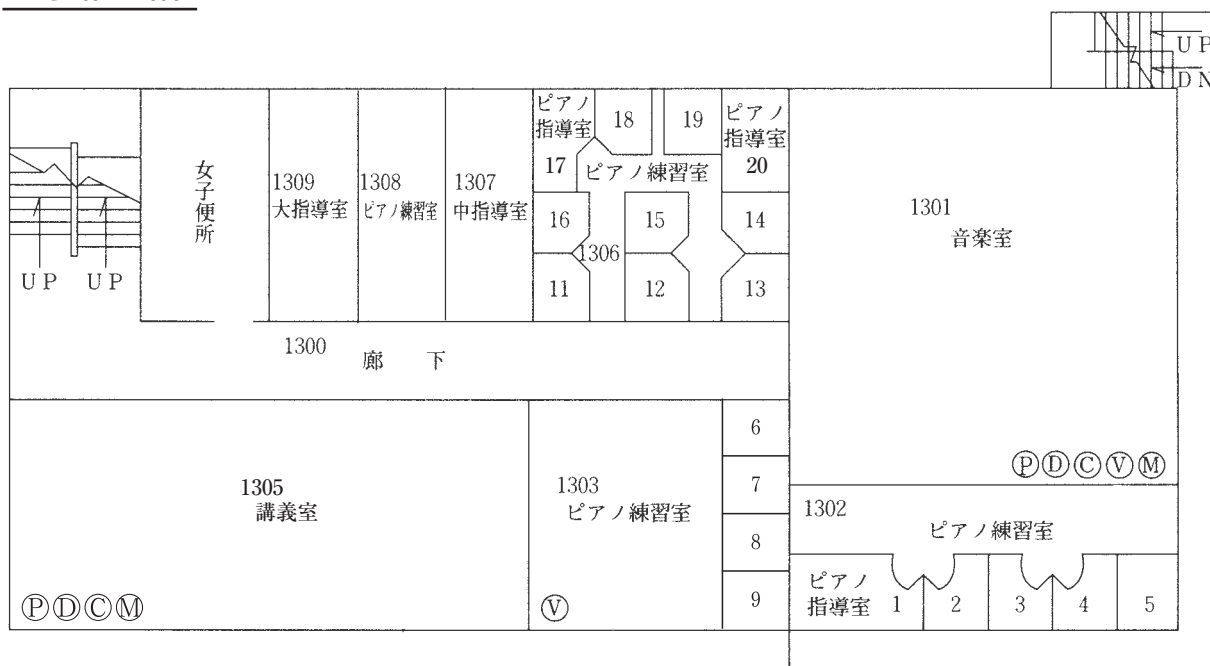 UP
DN
女子便所
UP
UP
1309
大指導室
1308
ピアノ練習室
1307
中指導室
ピアノ
指導室
17
18
19
ピアノ
指導室
20
ピアノ練習室
16
15
14
1306
11
12
13
1301
音楽室
ⓅⒹⒸⓋⓂ
1300
廊下
1305
講義室
ⓅⒹⒸⓂ
1303
ピアノ練習室
Ⓥ
6
7
8
9
1302
ピアノ練習室
ピアノ
指導室
1
2
3
4
5